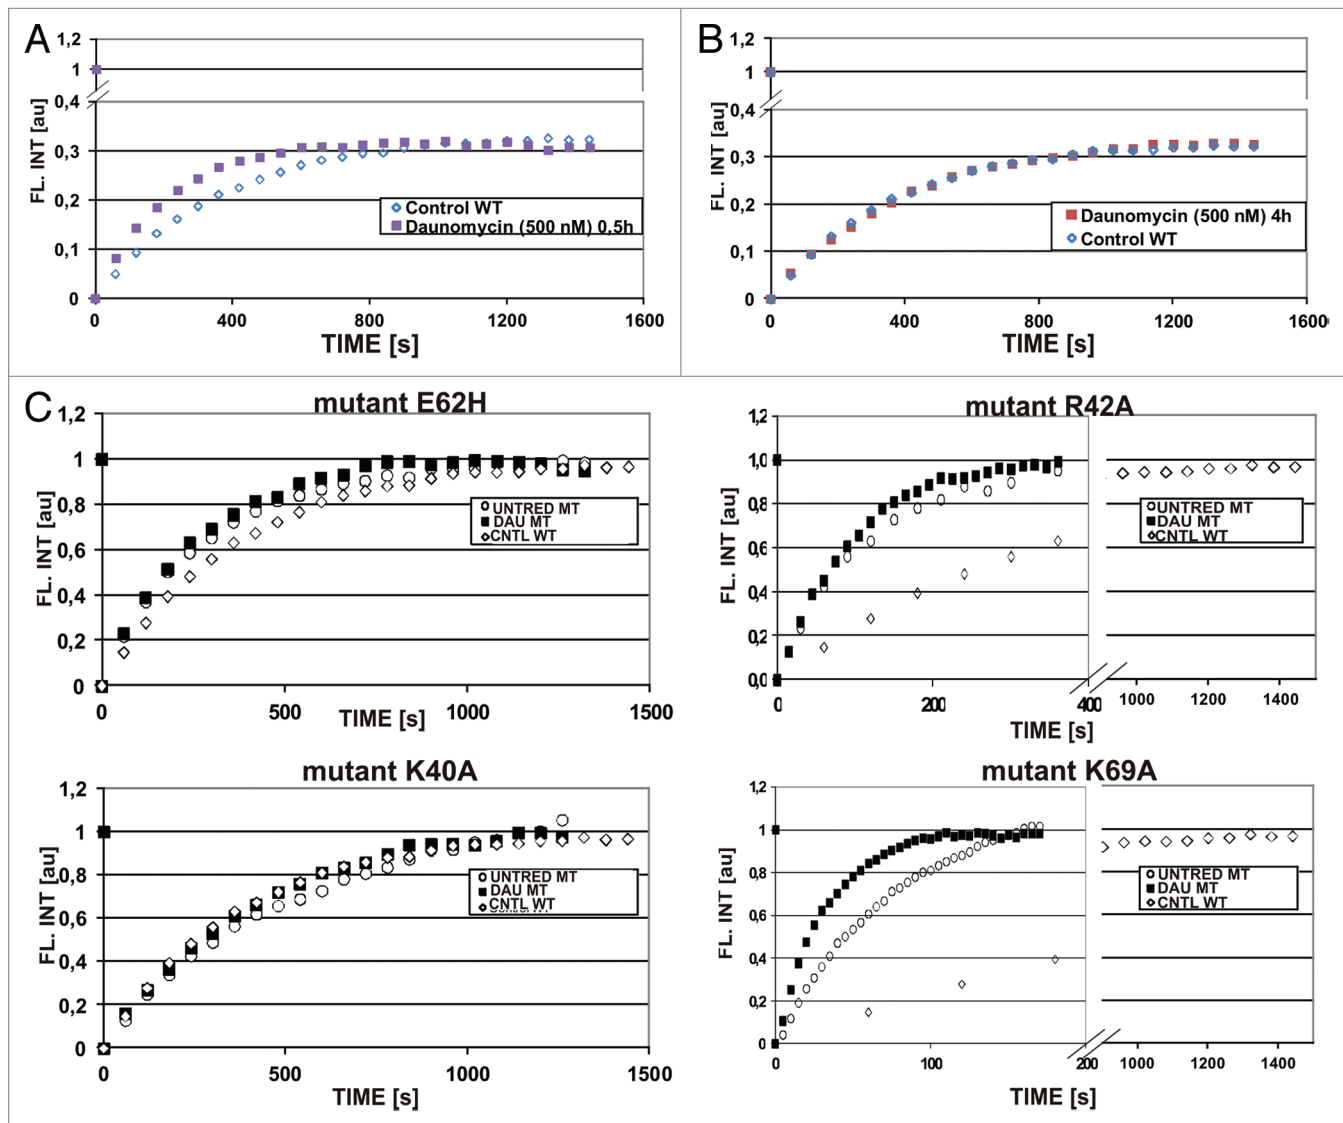 A
1,2
1
0,4
0,3
0,2
0,1
0
FL. INT [au]
Control WT
Daunomycin (500 nM) 0,5h
0 400 800 1200 1600
TIME [s]
B
1,2
1
0,4
0,3
0,2
0,1
0
FL. INT [au]
Daunomycin (500 nM) 4h
Control WT
0 400 800 1200 1600
TIME [s]
C
mutant E62H
1,2
1
0,8
0,6
0,4
0,2
0
FL. INT [au]
UNTRED MT
DAU MT
CNTL WT
0 500 1000 1500
TIME [s]
mutant R42A
1,2
1,0
0,8
0,6
0,4
0,2
0,0
FL. INT [au]
UNTRED MT
DAU MT
CNTL WT
0 200 400 1000 1200 1400
TIME [s]
mutant K40A
1,2
1
0,8
0,6
0,4
0,2
0
FL. INT [au]
UNTRED MT
DAU MT
CNTL WT
0 500 1000 1500
TIME [s]
mutant K69A
1,2
1
0,8
0,6
0,4
0,2
0
FL. INT [au]
UNTRED MT
DAU MT
CNTL WT
0 100 200 1000 1200 1400
TIME [s]